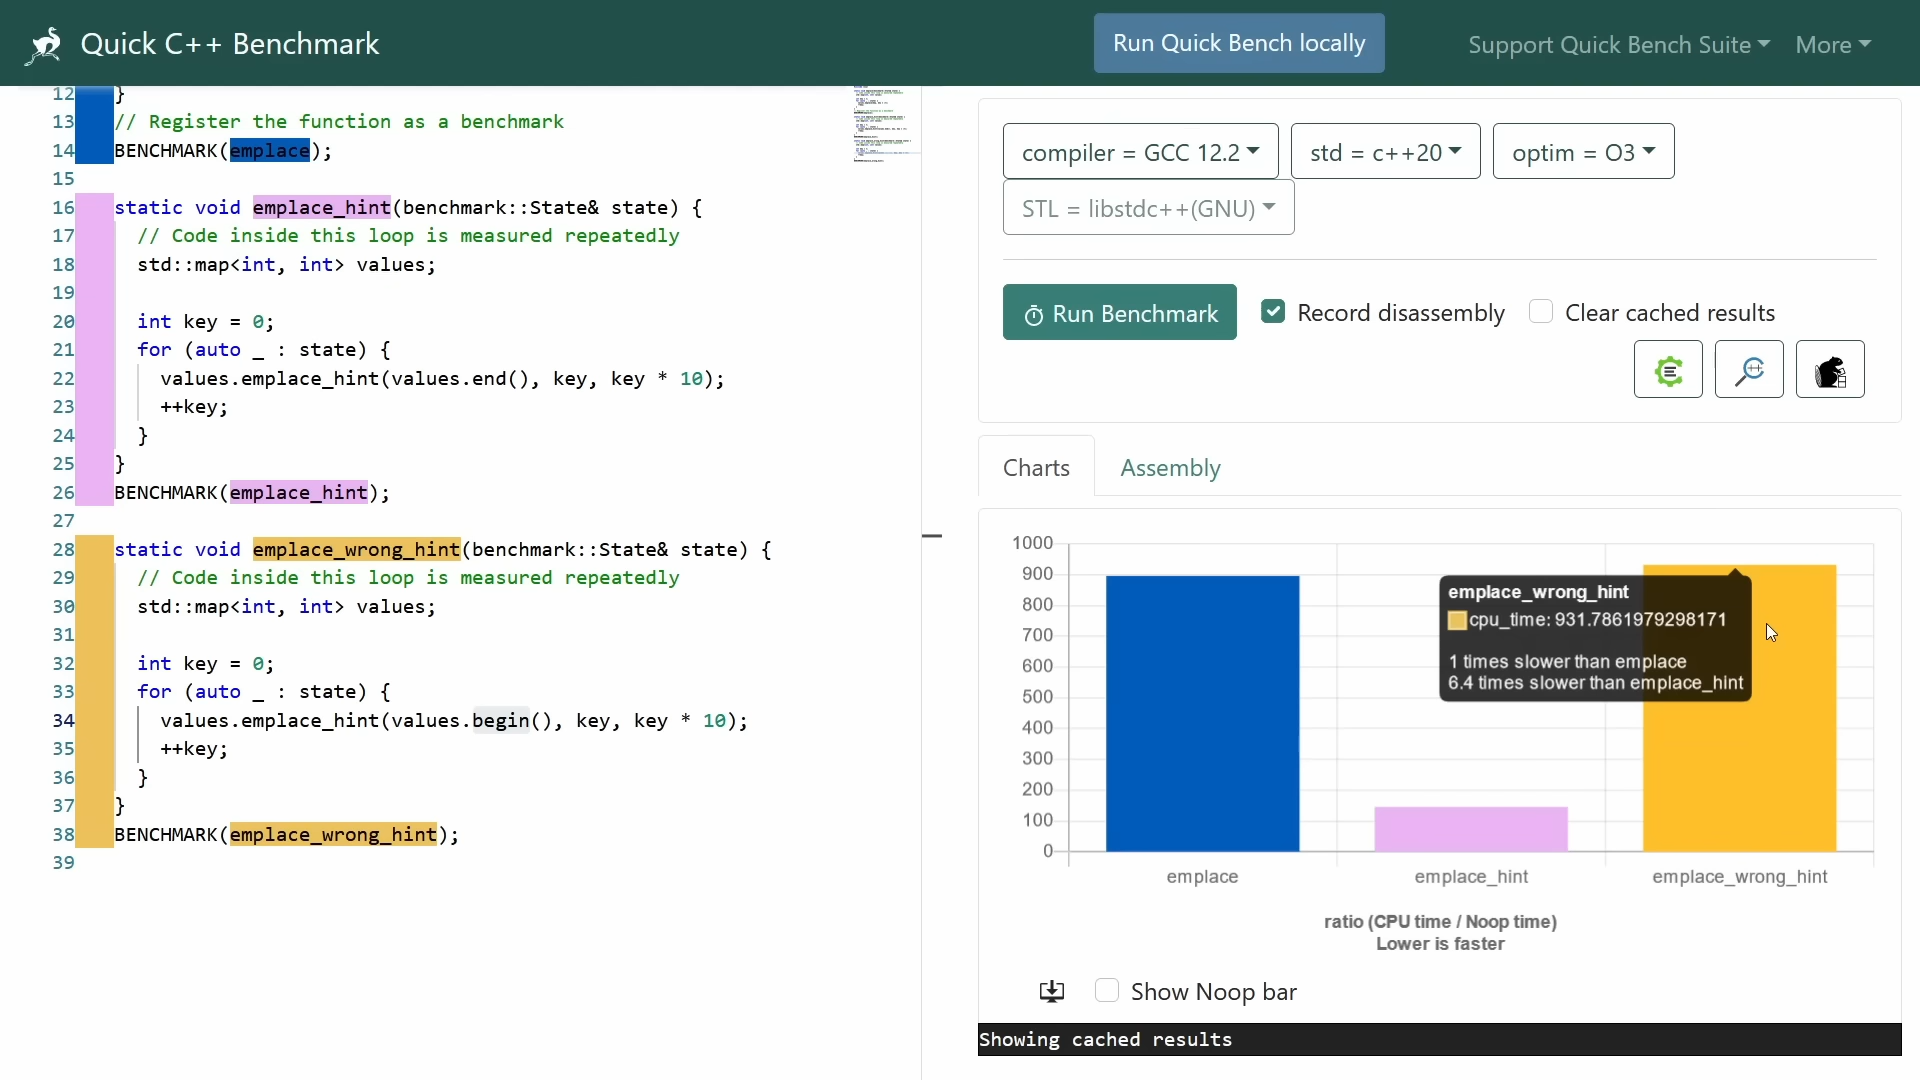 Quick C++ Benchmark
Run Quick Bench locally
Support Quick Bench Suite
More
12 }
13 // Register the function as a benchmark
14 BENCHMARK(emplace);
15
16 static void emplace_hint(benchmark::State& state) {
17 // Code inside this loop is measured repeatedly
18 std::map<int, int> values;
19
20 int key = 0;
21 for (auto _ : state) {
22 values.emplace_hint(values.end(), key, key * 10);
23 ++key;
24 }
25 }
26 BENCHMARK(emplace_hint);
27
28 static void emplace_wrong_hint(benchmark::State& state) {
29 // Code inside this loop is measured repeatedly
30 std::map<int, int> values;
31
32 int key = 0;
33 for (auto _ : state) {
34 values.emplace_hint(values.begin(), key, key * 10);
35 ++key;
36 }
37 }
38 BENCHMARK(emplace_wrong_hint);
39
compiler = GCC 12.2
std = c++20
optim = O3
STL = libstdc++(GNU)
Run Benchmark
Record disassembly
Clear cached results
Charts
Assembly
1000
900
800
700
600
500
400
300
200
100
0
emplace_wrong_hint
cpu_time: 931.7861979298171
1 times slower than emplace
6.4 times slower than emplace_hint
emplace
emplace_hint
emplace_wrong_hint
ratio (CPU time / Noop time)
Lower is faster
Show Noop bar
Showing cached results